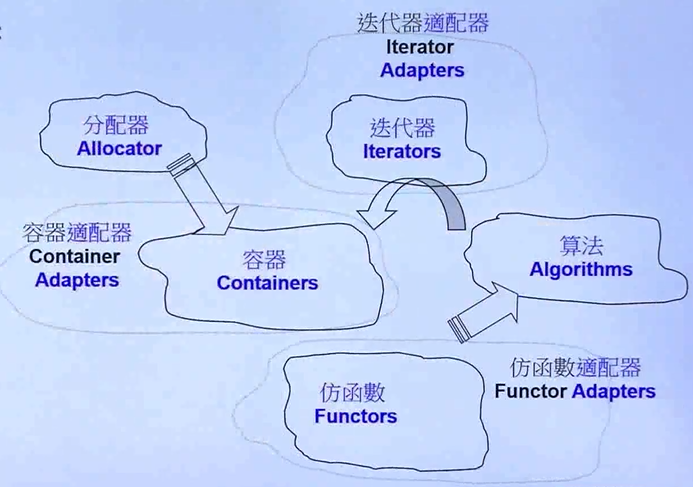 迭代器適配器
Iterator
Adapters
分配器
Allocator
迭代器
Iterators
容器適配器
Container
Adapters
容器
Containers
算法
Algorithms
仿函數
Functors
仿函數適配器
Functor Adapters